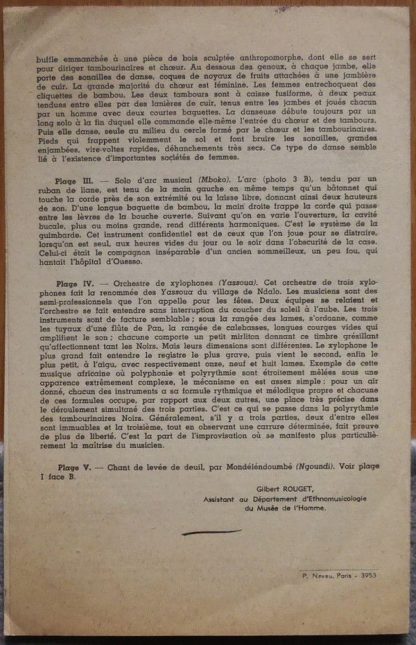 buffle emmanchée à une pièce de bois sculptée anthropomorphe, dont elle se sert
pour diriger tambourinaires et chœur. Au dessous des genoux, à chaque jambe, elle
porte des sonailles de danse, coques de noyaux de fruits attachées à une jambière
de cuir. La grande majorité du chœur est féminine. Les femmes entrechoquent des
cliquettes de bambou. Les deux tambours sont à caisse fusiforme, à deux peaux
tendues entre elles par des lanières de cuir, tenus entre les jambes et joués chacun
par un homme avec deux courtes baguettes. La danseuse débute toujours par un
long solo à la fin duquel elle commande elle-même l'entrée du chœur et des tambours.
Puis elle danse, seule au milieu du cercle formé par le chœur et les tambourinaires.
Pieds qui frappent violemment le sol et font bruire les sonailles, grandes
enjambées, vire-voltes rapides, déhanchements très secs. Ce type de danse semble
lié à l'existence d'importantes sociétés de femmes.
Plage III. — Solo d'arc musical (Mboko). L'arc (photo 3 B), tendu pas un
ruban de liane, est tenu de la main gauche en même temps qu'un bâtonnet qui
touche la corde près de son extrémité ou la laisse libre, donnant ainsi deux hauteurs
de son. D'une longue baguette de bambou, la main droite frappe la corde qui passe
entre les lèvres de la bouche ouverte. Suivant qu'on en varie l'ouverture, la cavité
bucale, plus ou moins grande, rend différents harmoniques. C'est le système de la
guimbarde. Cet instrument confidentiel est de ceux que l'on joue pour se distraire,
lorsqu'on est seul, aux heures vides du jour ou le soir dans l'obscurité de la case.
Celui-ci était le compagnon inséparable d'un ancien sommeilleux, un peu fou, qui
hantait l'hôpital d'Ouesso.
Plage IV. — Orchestre de xylophones (Yassoua). Cet orchestre de trois xylo-
phones fait la renommée des Yassoua du village de Ndalo. Les musiciens sont des
semi-professionnels que l'on appelle pour les fêtes. Deux équipes se relaient et
l'orchestre se fait entendre sans interruption du coucher du soleil à l'aube. Les trois
instruments sont de facture semblable ; sous la rangée des lames, s'ordonne, comme
les tuyaux d'une flûte de Pan, la rangée de calebasses, longues courges vides qui
amplifient le son ; chacune comporte un petit mirliton donnant ce timbre grésillant
qu'affectionnent tant les Noirs. Mais leurs dimensions sont différentes. Le xylophone le
plus grand fait entendre le registre le plus grave, puis vient le second, enfin le
plus petit, à l'aigu, avec respectivement onze, neuf et huit lames. Exemple de cette
musique africaine où polyphonie et polyrythmie sont étroitement mêlées sous une
apparence extrêmement complexe, le mécanisme en est assez simple : pour un air
donné, chacun des instruments a sa formule rythmique et mélodique propre et chacune
de ces formules occupe, par rapport aux deux autres, une place très précise dans
le déroulement simultané des trois parties. C'est ce qui se passe dans la polyrythmie
des tambourinaires Noirs. Généralement, s'il y a trois parties, deux d'entre elles
sont immuables et la troisième, tout en observant une carrure déterminée, fait preuve
de plus de liberté. C'est la part de l'improvisation où se manifeste plus particuliè-
rement la maîtrise du musicien.
Plage V. — Chant de levée de deuil, par Mondéléndoumbé (Ngoundi). Voir plage
I face B.
Gilbert ROUGET,
Assistant au Département d'Ethnomusicologie
du Musée de l'Homme.
Paris - 3953